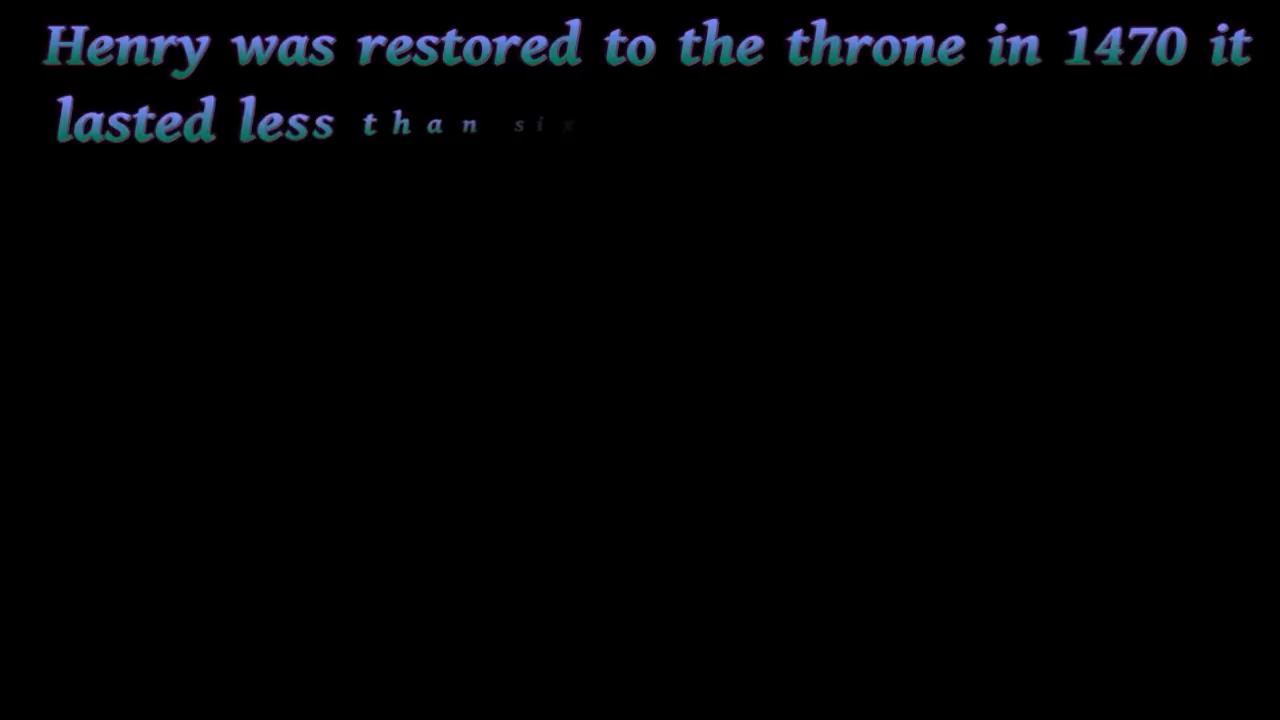 Henry was restored to the throne in 1470 it
lasted less than six